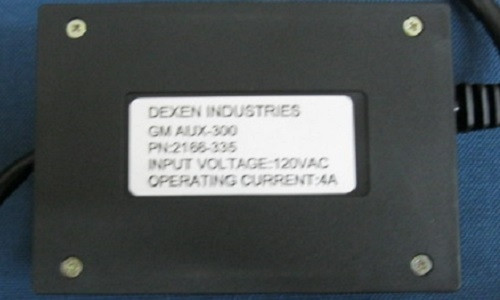 DEXEN INDUSTRIES
GM AUX-300
PN:2166-335
INPUT VOLTAGE:120VAC
OPERATING CURRENT:4A